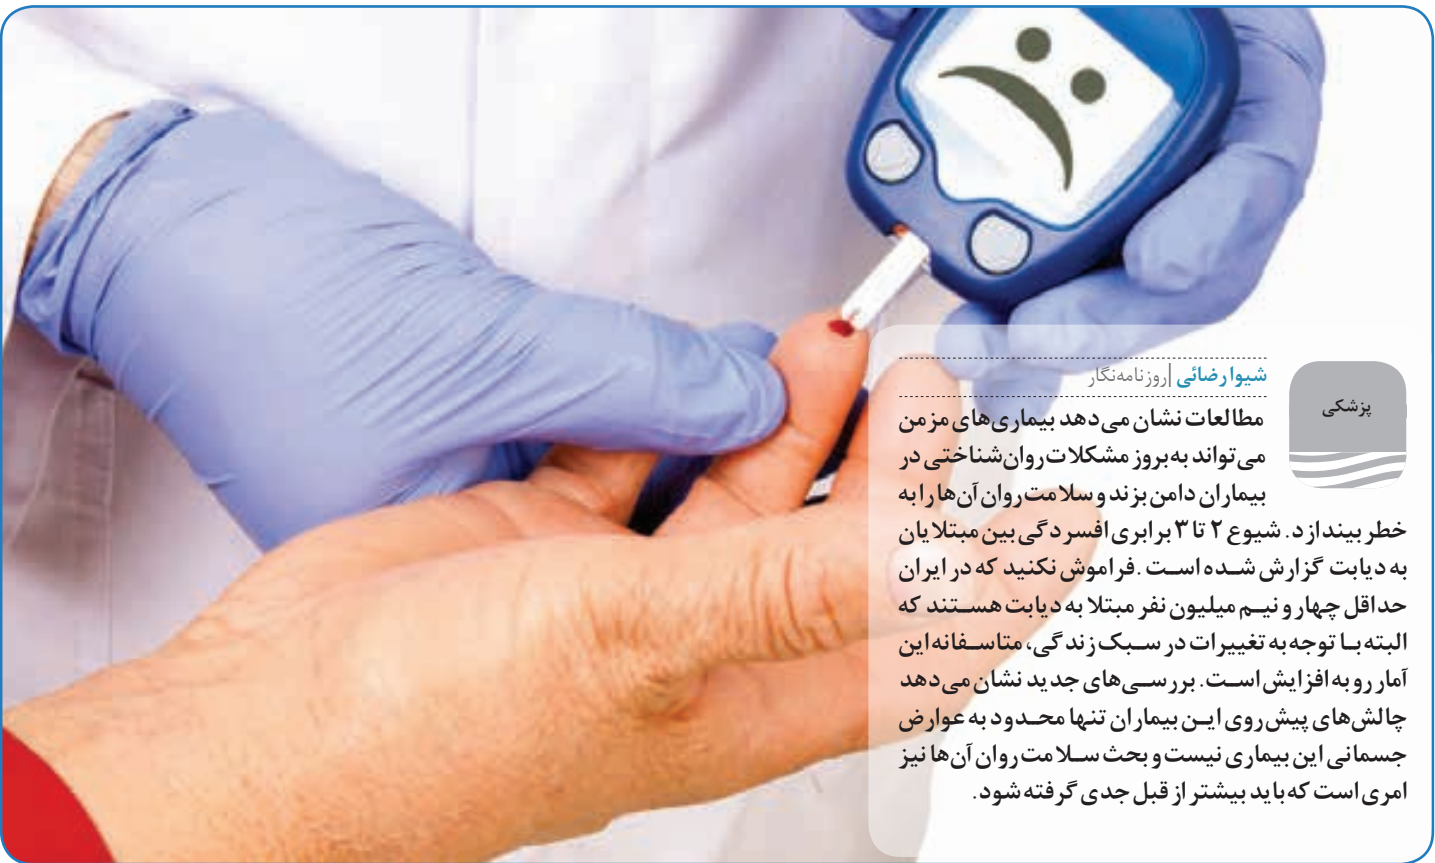 پزشکی
شیوا رضائی |روزنامه‌نگار
مطالعات نشان می‌دهد بیماری‌های مزمن
می‌تواند به‌بروز مشکلات روان‌شناختی در
بیماران دامن بزند و سلامت روان آن‌ها را به
خطر بیندازد. شیوع ۲ تا ۳ برابری افسردگی بین مبتلایان
به دیابت گزارش شده است .فراموش نکنید که در ایران
حداقل چهار و نیم میلیون نفر مبتلا به دیابت هستند که
البته با توجه به تغییرات در سبک زندگی، متاسفانه این
آمار رو به افزایش است. بررسی‌های جدید نشان می‌دهد
چالش‌های پیش‌روی این بیماران تنها محدود به عوارض
جسمانی این بیماری نیست و بحث سلامت روان آن‌ها نیز
امری است که باید بیشتر از قبل جدی گرفته شود.